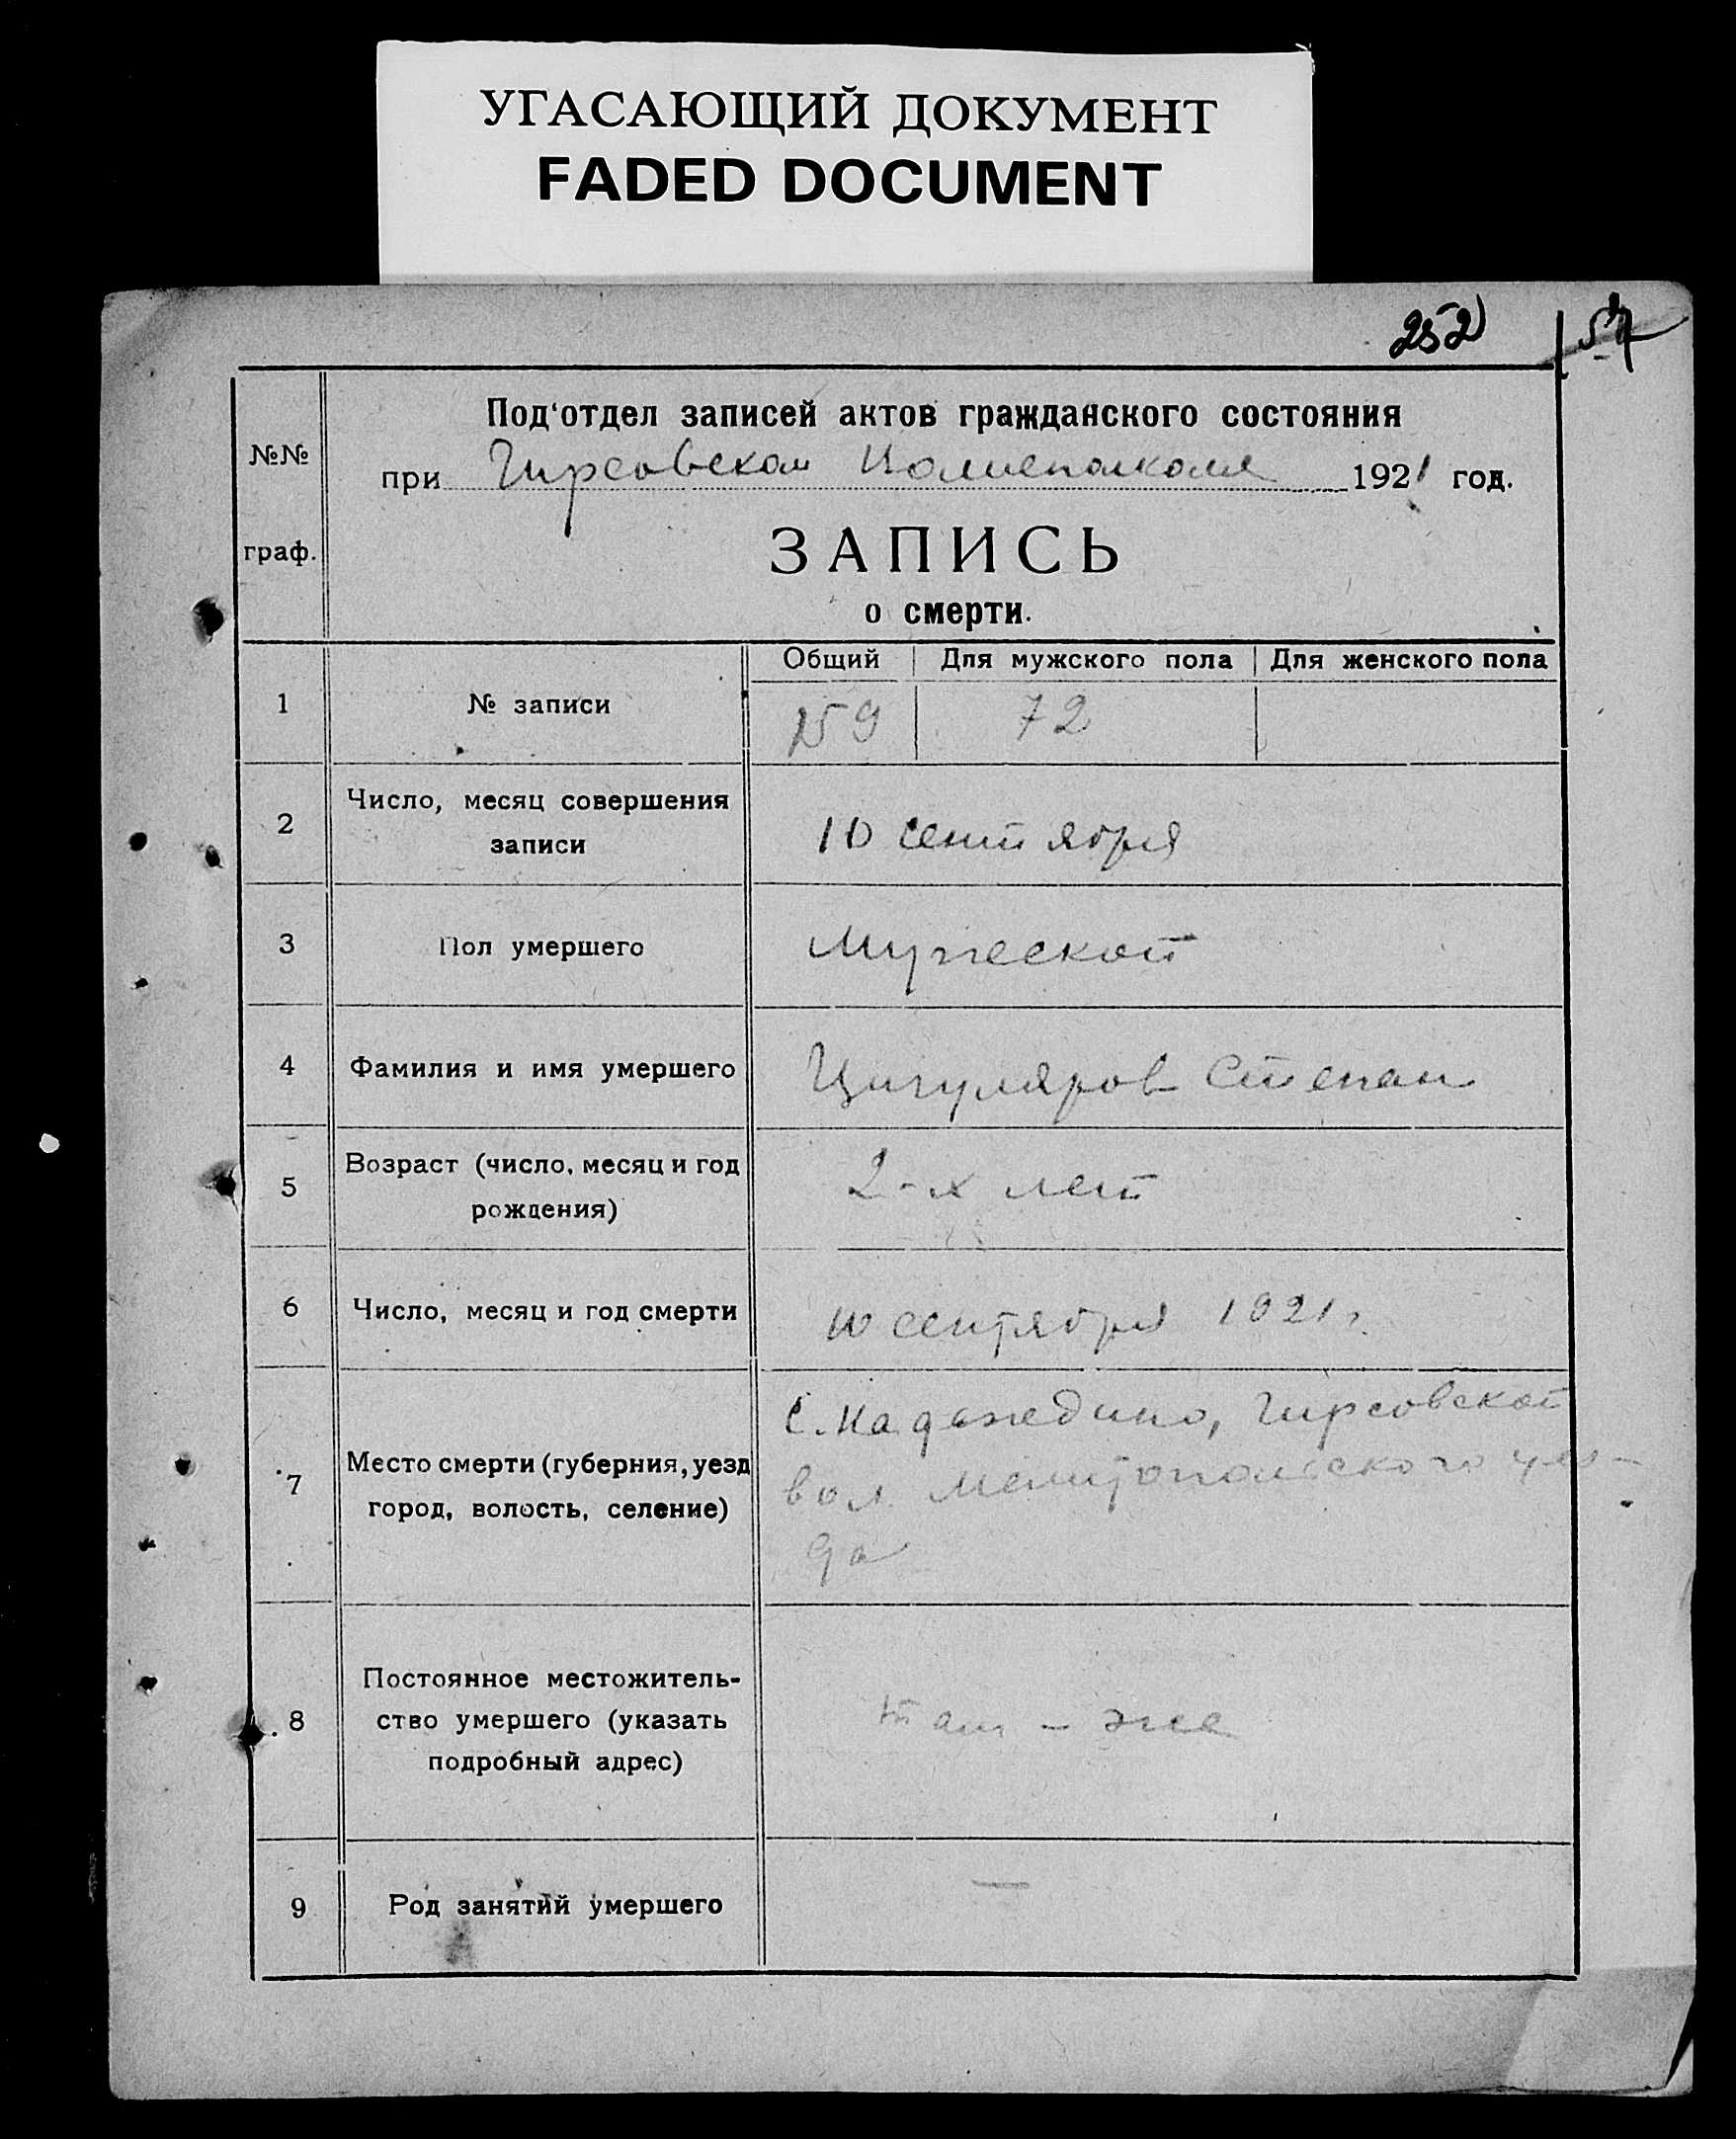 УГАСАЮЩИЙ ДОКУМЕНТ
FADED DOCUMENT
252
№№
граф.
Под‘отдел записей актов гражданского состояния
при Гирсовском Волисполкоме 1921 год.
ЗАПИСЬ
о смерти.
Общий Для мужского пола Для женского пола
1 № записи 159 72
2 Число, месяц совершения
записи
10 сентября
3 Пол умершего Мужеской
4 Фамилия и имя умершего Цигуляров Степан
5 Возраст (число, месяц и год
рождения)
2-х лет
6 Число, месяц и год смерти 10 сентября 1921 г.
7 Место смерти (губерния, уезд
город, волость, селение)
С. Надеждино, Гирсовской
вол. Мелитопольского уез-
да
8 Постоянное местожитель-
ство умершего (указать
подробный адрес)
там - же
9 Род занятий умершего —